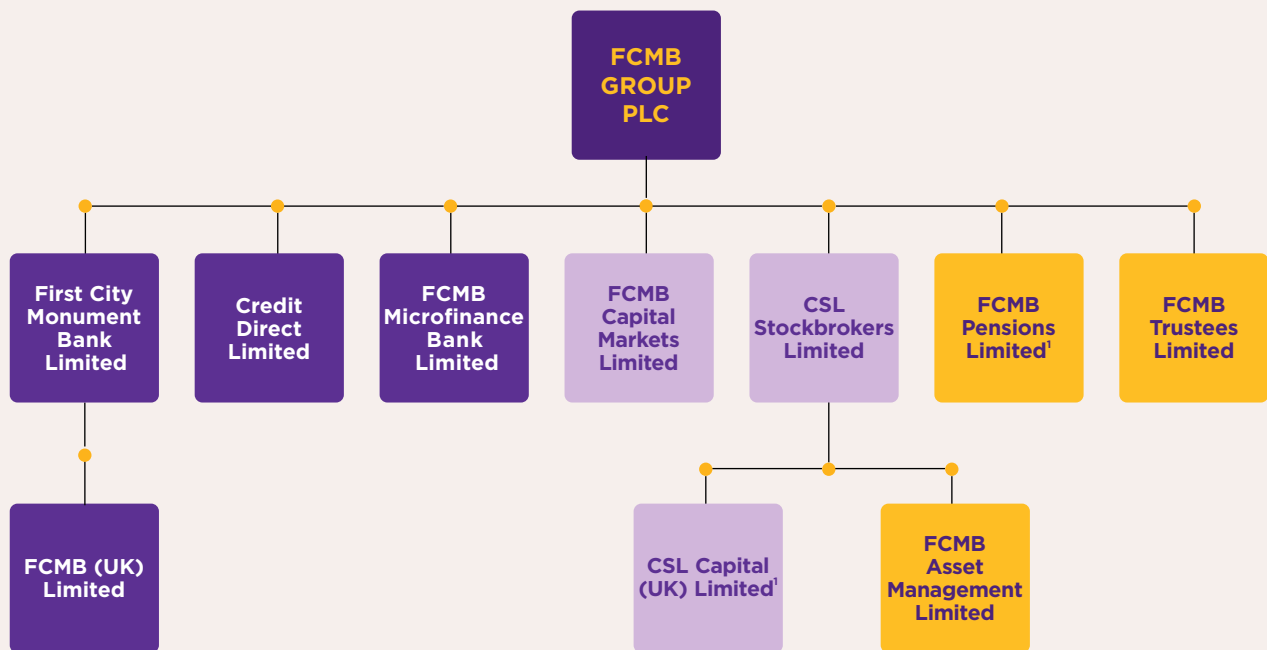 FCMB
GROUP
PLC
First City
Monument
Bank
Limited
Credit
Direct
Limited
FCMB
Microfinance
Bank
Limited
FCMB
Capital
Markets
Limited
CSL
Stockbrokers
Limited
FCMB
Pensions
Limited¹
FCMB
Trustees
Limited
FCMB (UK)
Limited
CSL Capital
(UK) Limited¹
FCMB
Asset
Management
Limited